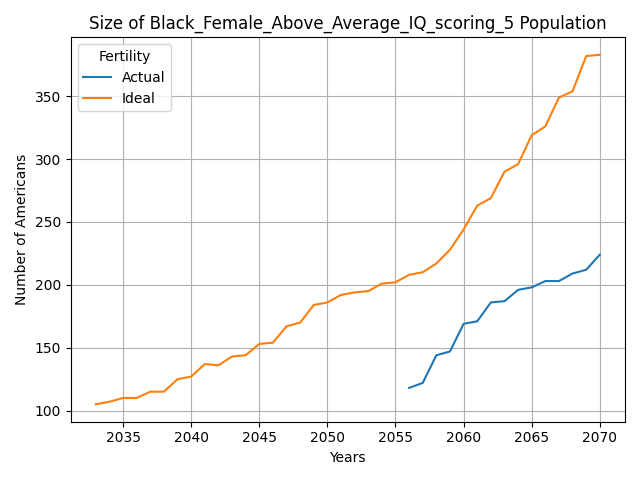 Size of Black_Female_Above_Average_IQ_scoring_5 Population
Fertility
Actual
Ideal
Number of Americans
350
300
250
200
150
100
2035 2040 2045 2050 2055 2060 2065 2070
Years